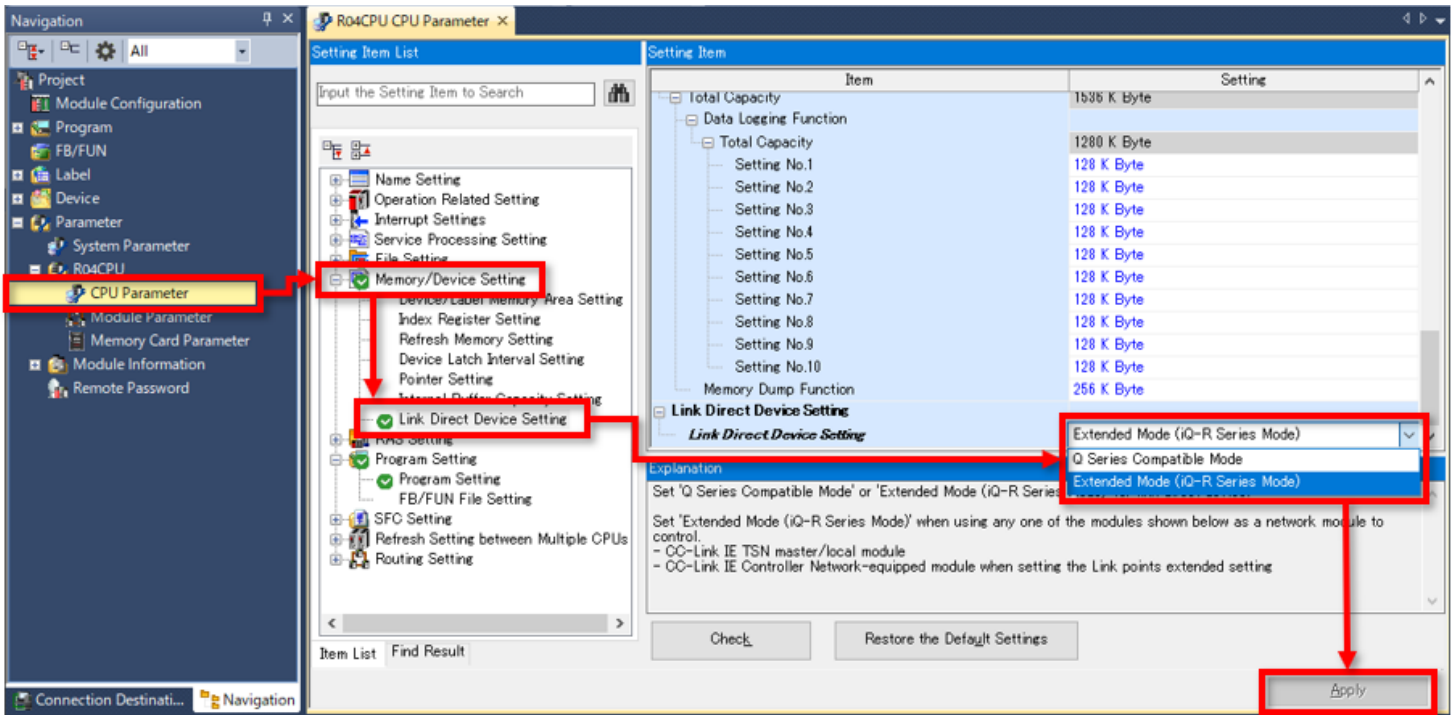 Navigation
All
Project
Module Configuration
Program
FB/FUN
Label
Device
Parameter
System Parameter
R04CPU
CPU Parameter
Module Parameter
Memory Card Parameter
Module Information
Remote Password
Connection Destinati...
Navigation
R04CPU CPU Parameter
Setting Item List
Input the Setting Item to Search
Name Setting
Operation Related Setting
Interrupt Settings
Service Processing Setting
File Setting
Memory/Device Setting
Device/Label Memory Area Setting
Index Register Setting
Refresh Memory Setting
Device Latch Interval Setting
Pointer Setting
Internal Buffer Capacity Setting
Link Direct Device Setting
RAS Setting
Program Setting
Program Setting
FB/FUN File Setting
SFC Setting
Refresh Setting between Multiple CPUs
Routing Setting
Item List
Find Result
Setting Item
Item Setting
Total Capacity 1536 K Byte
Data Logging Function
Total Capacity 1280 K Byte
Setting No.1 128 K Byte
Setting No.2 128 K Byte
Setting No.3 128 K Byte
Setting No.4 128 K Byte
Setting No.5 128 K Byte
Setting No.6 128 K Byte
Setting No.7 128 K Byte
Setting No.8 128 K Byte
Setting No.9 128 K Byte
Setting No.10 128 K Byte
Memory Dump Function 256 K Byte
Link Direct Device Setting
Link Direct Device Setting Extended Mode (iQ-R Series Mode)
Q Series Compatible Mode
Extended Mode (iQ-R Series Mode)
Explanation
Set 'Q Series Compatible Mode' or 'Extended Mode (iQ-R Series
Set 'Extended Mode (iQ-R Series Mode)' when using any one of the modules shown below as a network module to
control.
- CC-Link IE TSN master/local module
- CC-Link IE Controller Network-equipped module when setting the Link points extended setting
Check
Restore the Default Settings
Apply